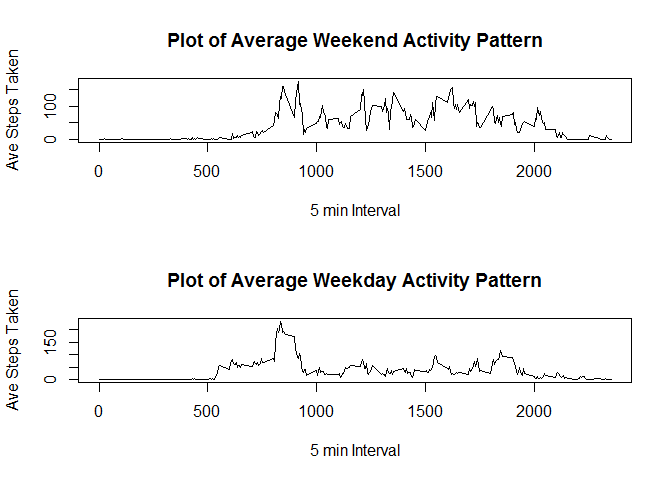 Plot of Average Weekend Activity Pattern
Ave Steps Taken
0 100
0 500 1000 1500 2000
5 min Interval
Plot of Average Weekday Activity Pattern
Ave Steps Taken
0 150
0 500 1000 1500 2000
5 min Interval